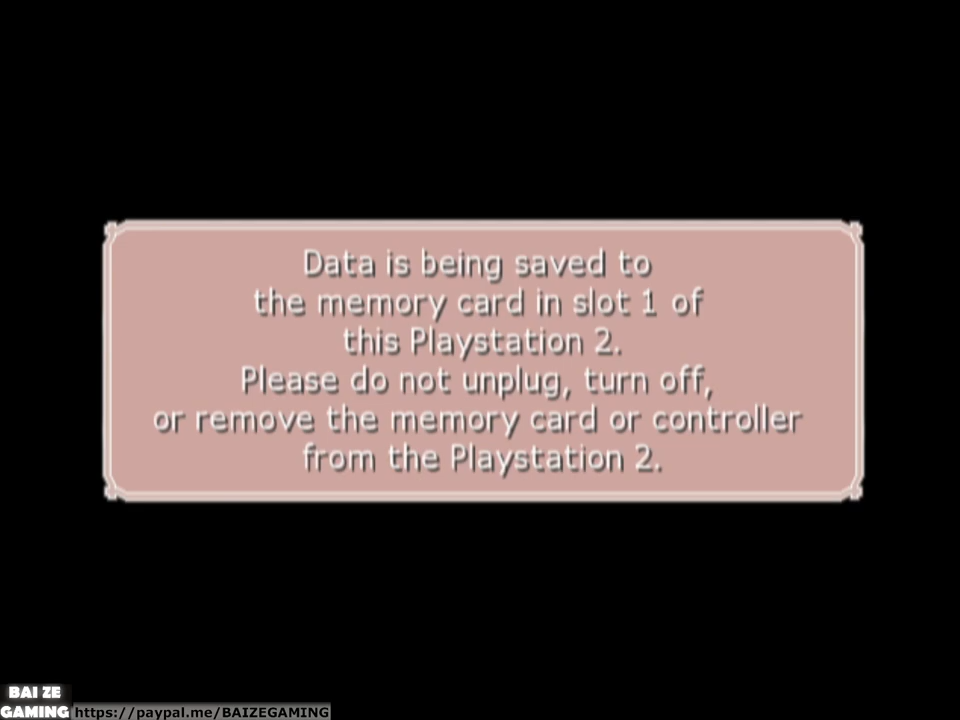 Data is being saved to
the memory card in slot 1 of
this Playstation 2.
Please do not unplug, turn off,
or remove the memory card or controller
from the Playstation 2.
BAI ZE
GAMING https://paypal.me/BAIZEGAMING